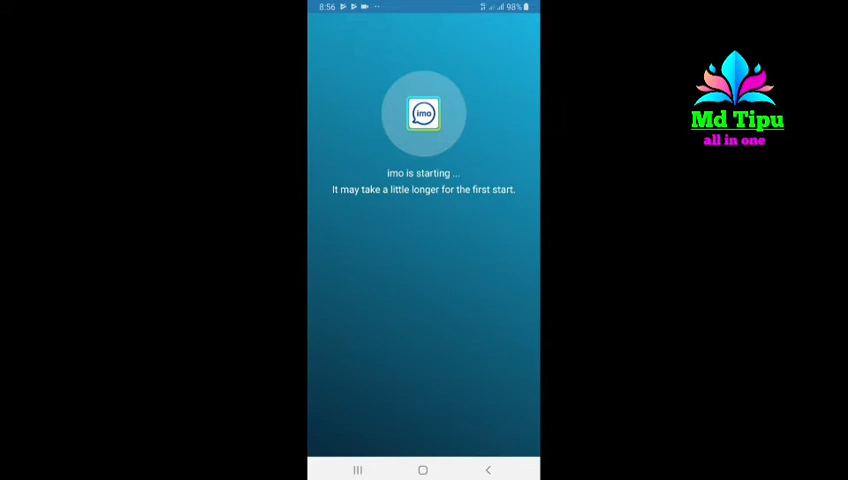 8:56
98%
imo
imo is starting ...
It may take a little longer for the first start.
Md Tipu
all in one